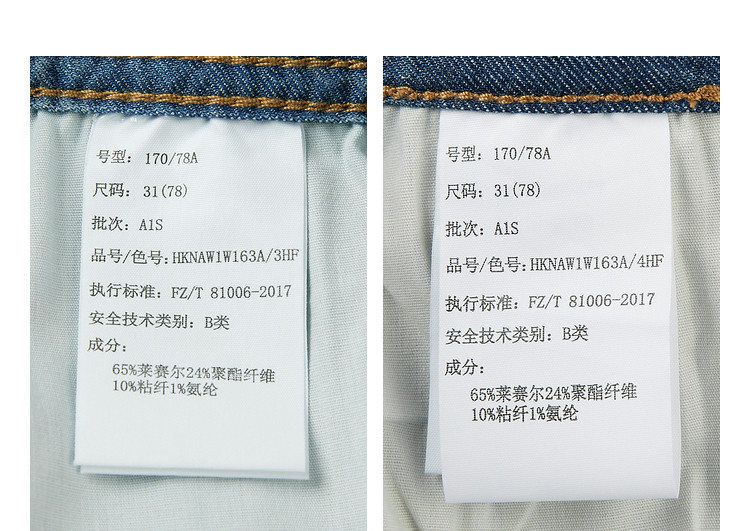 号型: 170/78A
尺码: 31(78)
批次: A1S
品号/色号: HKNAW1W163A/3HF
执行标准: FZ/T 81006-2017
安全技术类别: B类
成分:
65%莱赛尔24%聚酯纤维
10%粘纤1%氨纶
号型: 170/78A
尺码: 31(78)
批次: A1S
品号/色号: HKNAW1W163A/4HF
执行标准: FZ/T 81006-2017
安全技术类别: B类
成分:
65%莱赛尔24%聚酯纤维
10%粘纤1%氨纶